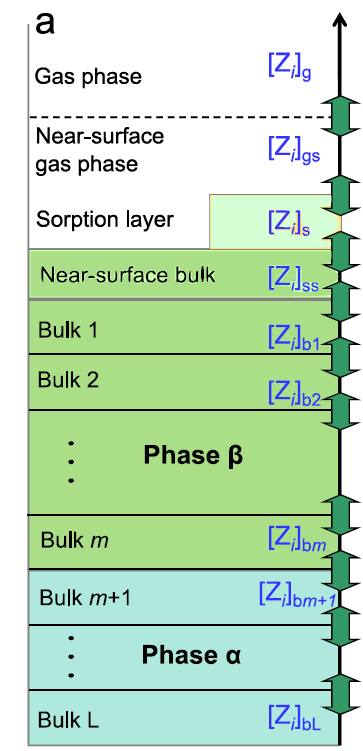 a
Gas phase [Zi]g
Near-surface
gas phase [Zi]gs
Sorption layer [Zi]s
Near-surface bulk [Zi]ss
Bulk 1 [Zi]b1
Bulk 2 [Zi]b2
⋮ Phase β
Bulk m [Zi]bm
Bulk m+1 [Zi]bm+1
⋮ Phase α
Bulk L [Zi]bL